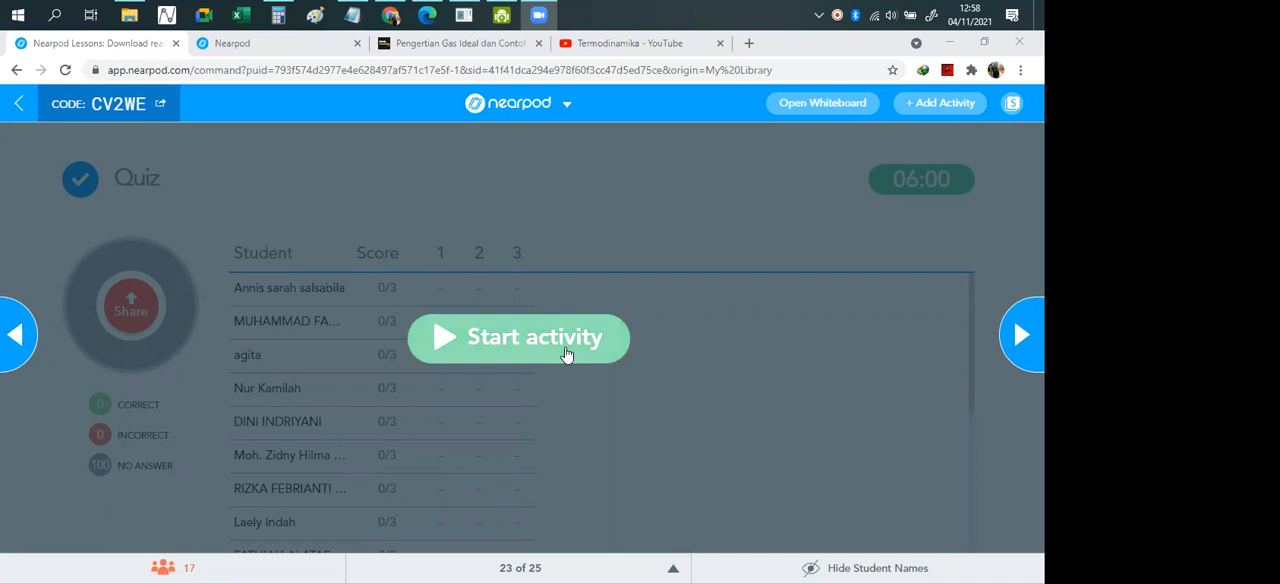 12:58
04/11/2021
Nearpod Lessons: Download rea
Nearpod
Pengertian Gas Ideal dan Contoh
Termodinamika - YouTube
app.nearpod.com/command?puid=793f574d2977e4e628497af571c17e5f-1&sid=41f41dca294e978f60f3cc47d5ed75ce&origin=My%20Library
CODE: CV2WE
nearpod
Open Whiteboard
+ Add Activity
S
Quiz
06:00
Student Score 1 2 3
Annis sarah salsabila 0/3 - - -
MUHAMMAD FA... 0/3
agita 0/3
Nur Kamilah 0/3 - - -
DINI INDRIYANI 0/3 - - -
Moh. Zidny Hilma ... 0/3 - - -
RIZKA FEBRIANTI ... 0/3 - - -
Laely Indah 0/3 - - -
Share
0 CORRECT
0 INCORRECT
100 NO ANSWER
Start activity
17
23 of 25
Hide Student Names